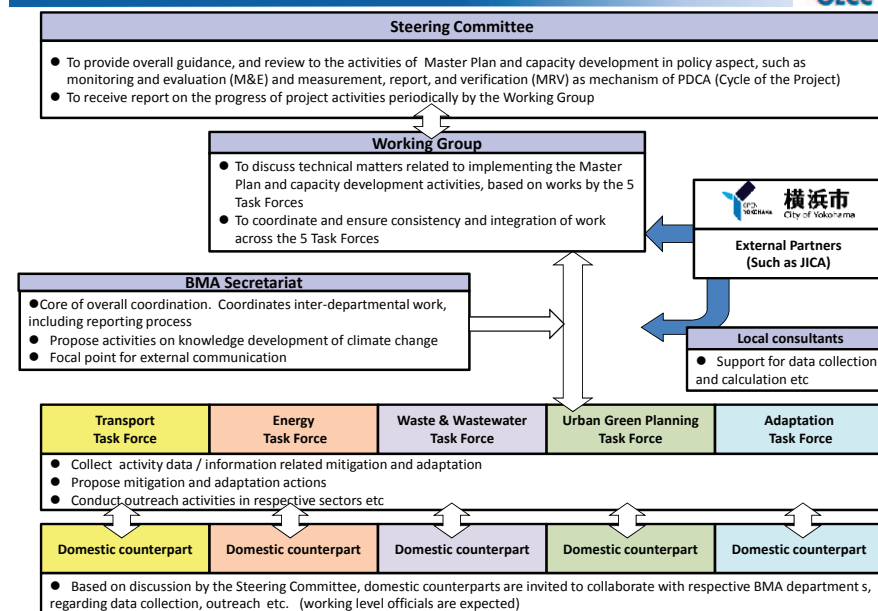 Steering Committee
● To provide overall guidance, and review to the activities of Master Plan and capacity development in policy aspect, such as
monitoring and evaluation (M&E) and measurement, report, and verification (MRV) as mechanism of PDCA (Cycle of the Project)
● To receive report on the progress of project activities periodically by the Working Group
Working Group
● To discuss technical matters related to implementing the Master
Plan and capacity development activities, based on works by the 5
Task Forces
● To coordinate and ensure consistency and integration of work
across the 5 Task Forces
OPEN
YOKOHAMA
横浜市
City of Yokohama
External Partners
(Such as JICA)
BMA Secretariat
●Core of overall coordination. Coordinates inter-departmental work,
including reporting process
● Propose activities on knowledge development of climate change
● Focal point for external communication
Local consultants
● Support for data collection
and calculation etc
Transport
Task Force
Energy
Task Force
Waste & Wastewater
Task Force
Urban Green Planning
Task Force
Adaptation
Task Force
● Collect activity data / information related mitigation and adaptation
● Propose mitigation and adaptation actions
● Conduct outreach activities in respective sectors etc
Domestic counterpart
Domestic counterpart
Domestic counterpart
Domestic counterpart
Domestic counterpart
● Based on discussion by the Steering Committee, domestic counterparts are invited to collaborate with respective BMA department s,
regarding data collection, outreach etc. (working level officials are expected)